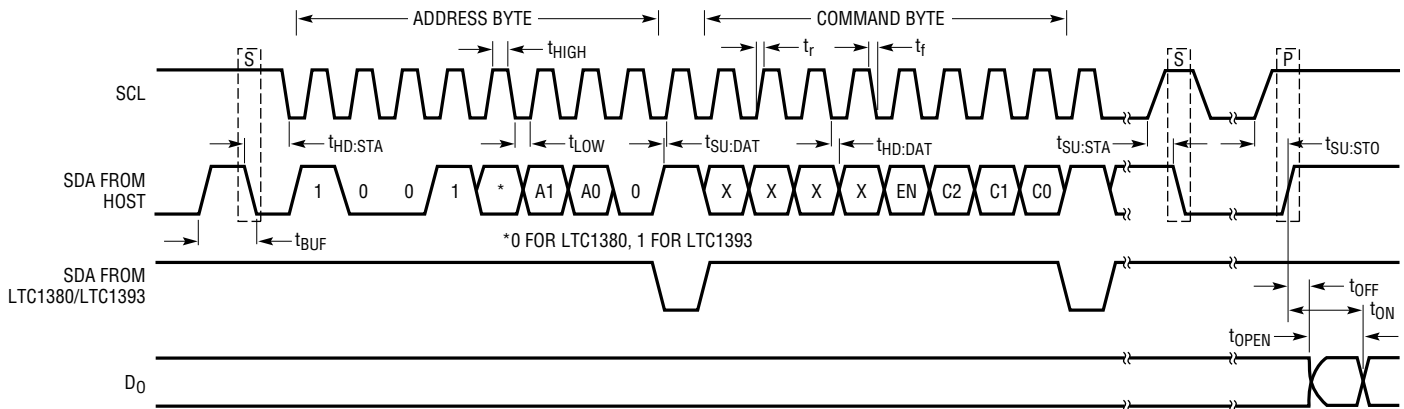 ADDRESS BYTE
COMMAND BYTE
S
tHIGH
tr
tf
S
P
SCL
tHD:STA
tLOW
tSU:DAT
tHD:DAT
tSU:STA
tSU:STO
SDA FROM
HOST
1 0 0 1 * A1 A0 0
X X X X EN C2 C1 C0
tBUF
*0 FOR LTC1380, 1 FOR LTC1393
SDA FROM
LTC1380/LTC1393
tOFF
tON
tOPEN
DO